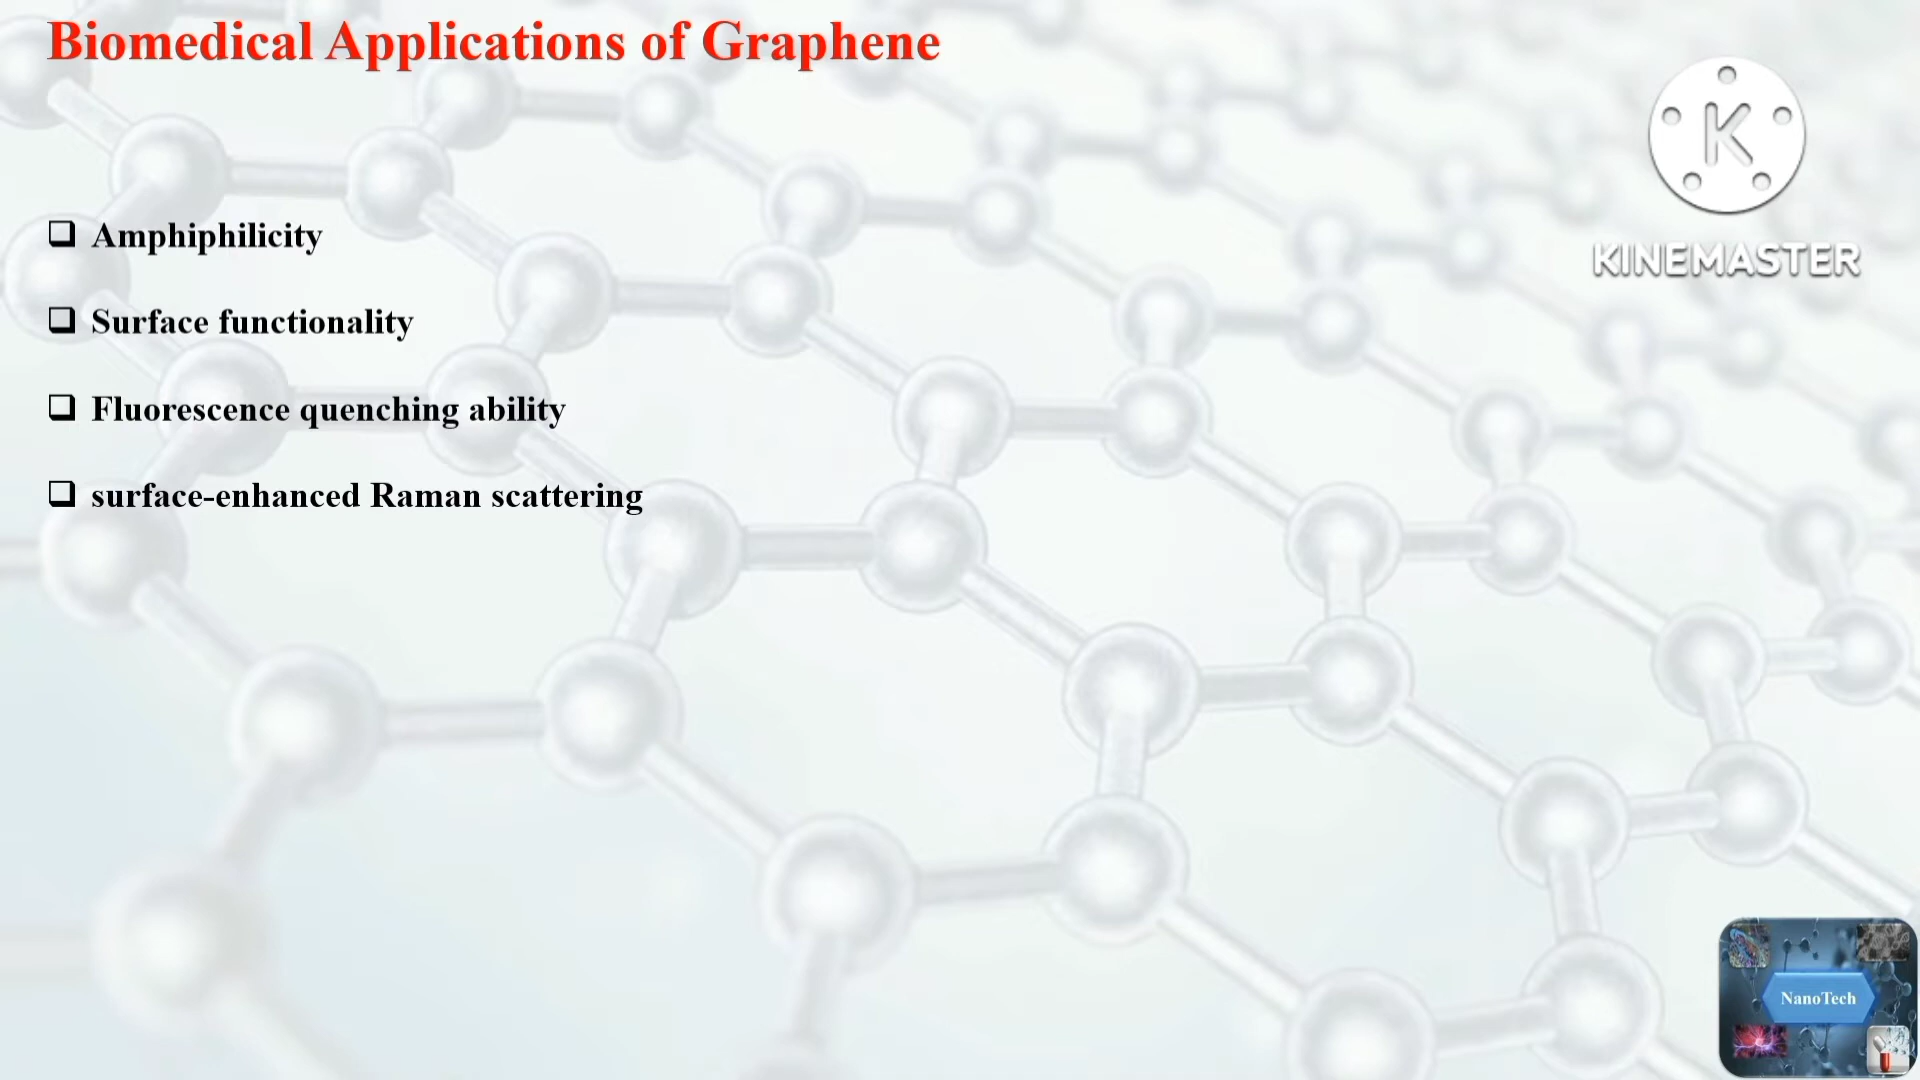 Biomedical Applications of Graphene
K
KINEMASTER
Amphiphilicity
Surface functionality
Fluorescence quenching ability
surface-enhanced Raman scattering
NanoTech